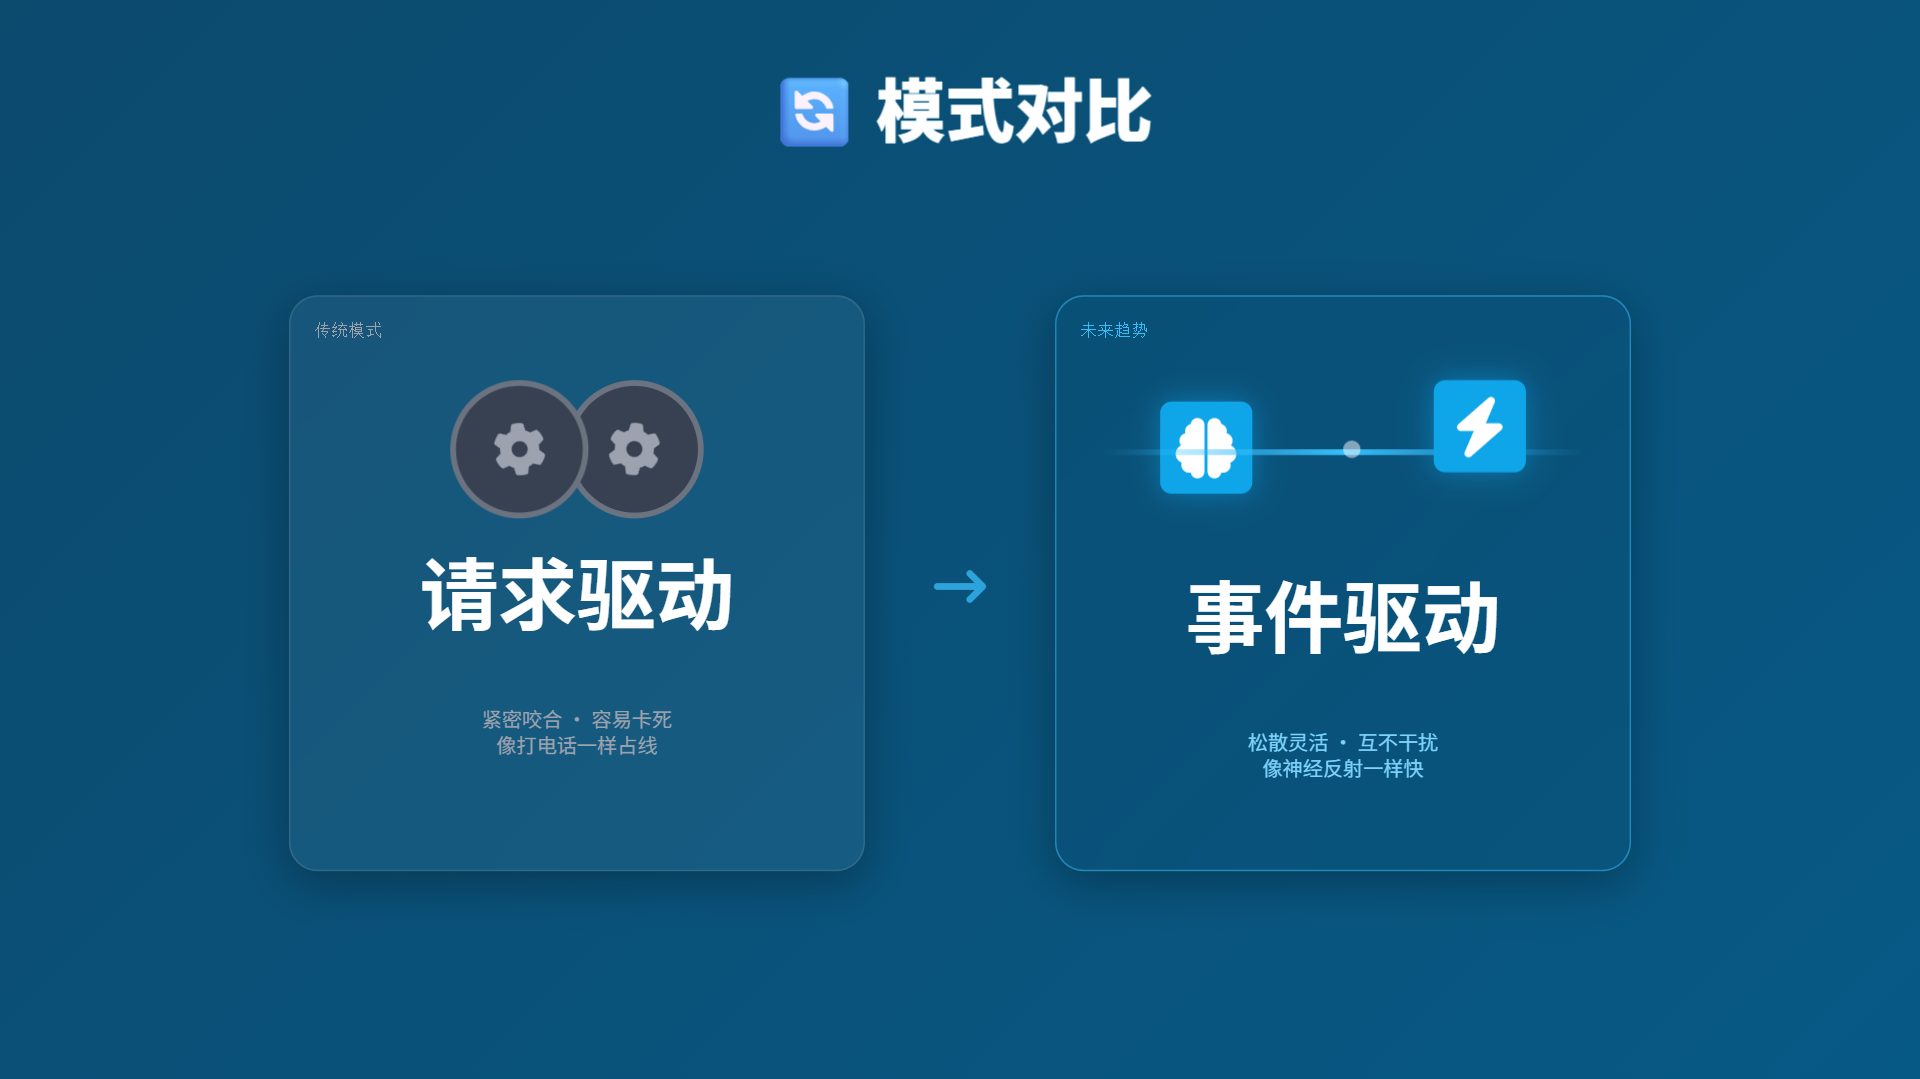 模式对比
传统模式
请求驱动
紧密咬合 • 容易卡死
像打电话一样占线
未来趋势
事件驱动
松散灵活 • 互不干扰
像神经反射一样快